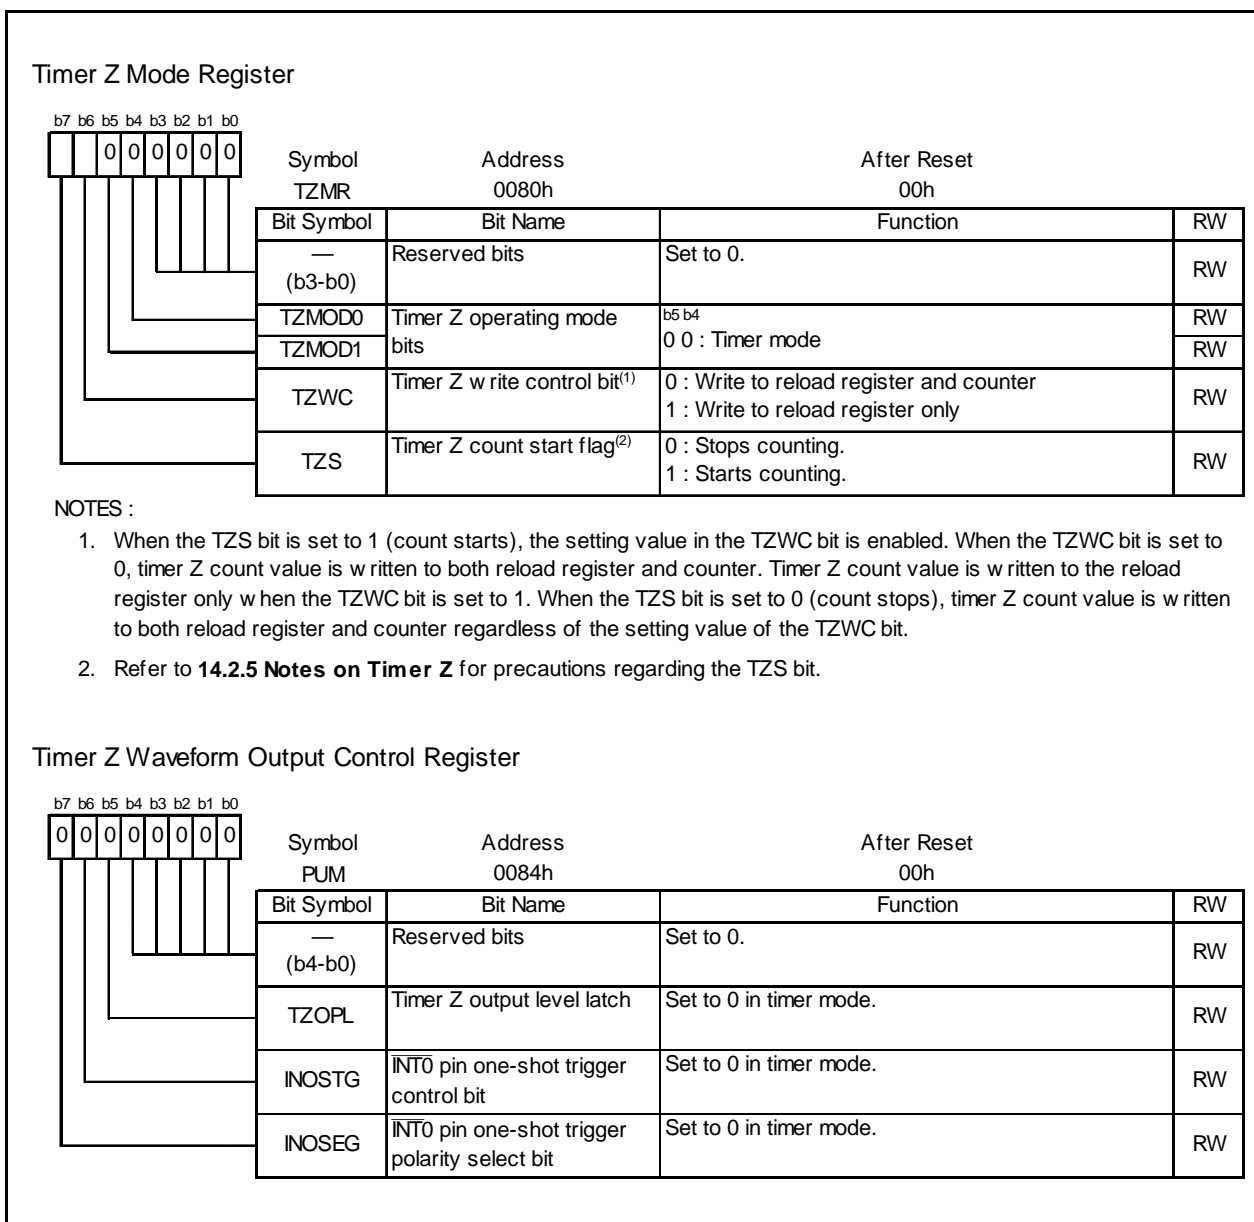 Timer Z Mode Register
b7 b6 b5 b4 b3 b2 b1 b0
0 0 0 0 0 0
Symbol Address After Reset
TZMR 0080h 00h
Bit Symbol Bit Name Function RW
— Reserved bits Set to 0. RW
(b3-b0)
TZMOD0 Timer Z operating mode b5 b4 RW
TZMOD1 bits 0 0 : Timer mode RW
TZWC Timer Z write control bit(1) 0 : Write to reload register and counter RW
1 : Write to reload register only
TZS Timer Z count start flag(2) 0 : Stops counting. RW
1 : Starts counting.
NOTES :
1. When the TZS bit is set to 1 (count starts), the setting value in the TZWC bit is enabled. When the TZWC bit is set to
0, timer Z count value is written to both reload register and counter. Timer Z count value is written to the reload
register only when the TZWC bit is set to 1. When the TZS bit is set to 0 (count stops), timer Z count value is written
to both reload register and counter regardless of the setting value of the TZWC bit.
2. Refer to 14.2.5 Notes on Timer Z for precautions regarding the TZS bit.
Timer Z Waveform Output Control Register
b7 b6 b5 b4 b3 b2 b1 b0
0 0 0 0 0 0 0 0
Symbol Address After Reset
PUM 0084h 00h
Bit Symbol Bit Name Function RW
— Reserved bits Set to 0. RW
(b4-b0)
TZOPL Timer Z output level latch Set to 0 in timer mode. RW
INOSTG INT0 pin one-shot trigger Set to 0 in timer mode. RW
control bit
INOSEG INT0 pin one-shot trigger Set to 0 in timer mode. RW
polarity select bit